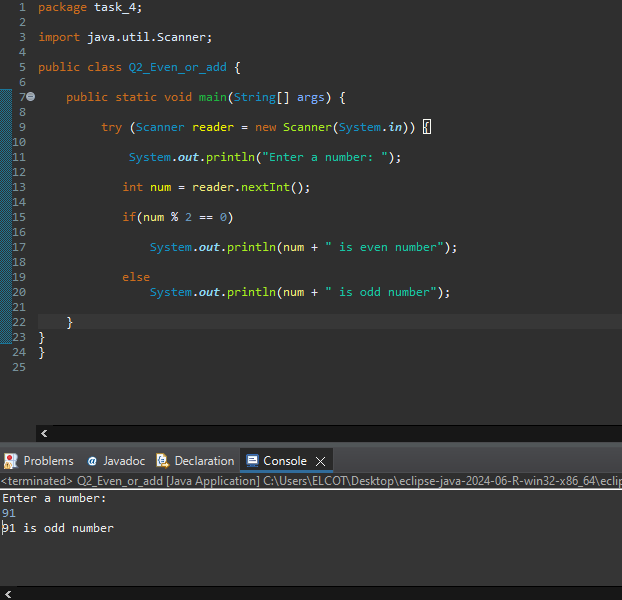 1 package task_4;
2
3 import java.util.Scanner;
4
5 public class Q2_Even_or_add {
6
7 public static void main(String[] args) {
8
9 try (Scanner reader = new Scanner(System.in)) {
10
11 System.out.println("Enter a number: ");
12
13 int num = reader.nextInt();
14
15 if(num % 2 == 0)
16
17 System.out.println(num + " is even number");
18
19 else
20 System.out.println(num + " is odd number");
21
22 }
23 }
24 }
25
Problems Javadoc Declaration Console
<terminated> Q2_Even_or_add [Java Application] C:\Users\ELCOT\Desktop\eclipse-java-2024-06-R-win32-x86_64\eclip
Enter a number:
91
91 is odd number